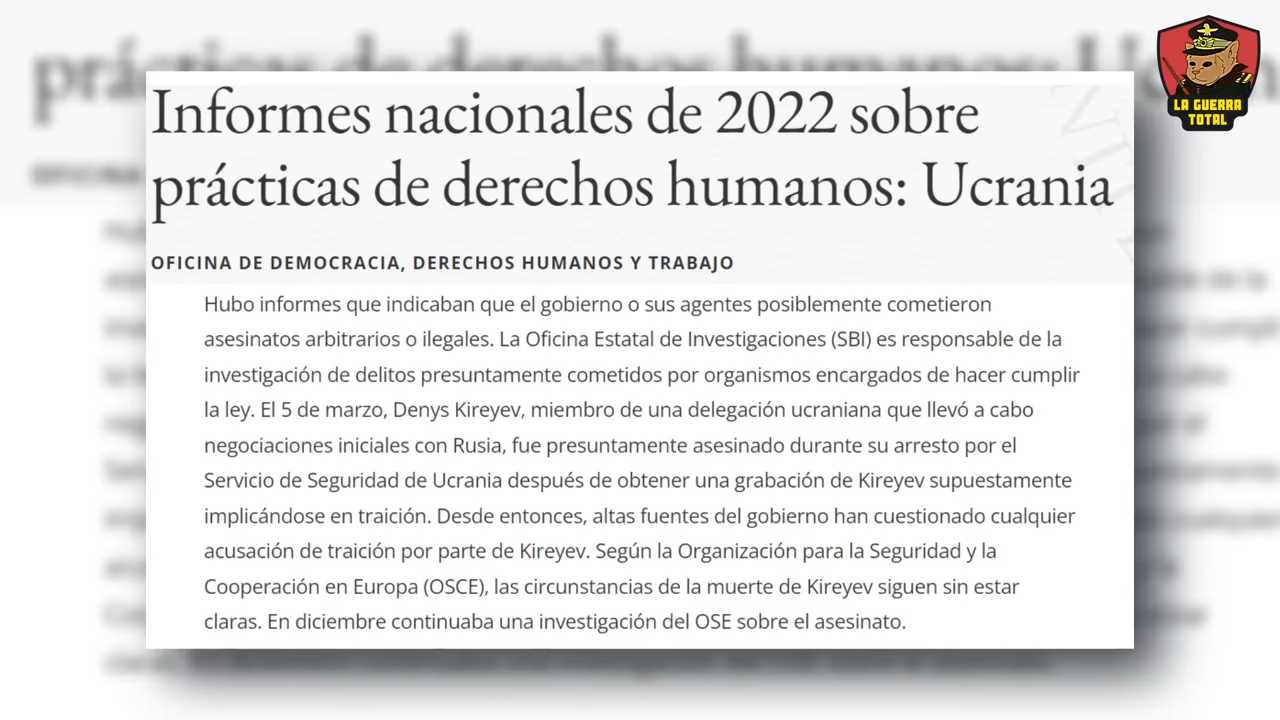 Informes nacionales de 2022 sobre
prácticas de derechos humanos: Ucrania
OFICINA DE DEMOCRACIA, DERECHOS HUMANOS Y TRABAJO
Hubo informes que indicaban que el gobierno o sus agentes posiblemente cometieron
asesinatos arbitrarios o ilegales. La Oficina Estatal de Investigaciones (SBI) es responsable de la
investigación de delitos presuntamente cometidos por organismos encargados de hacer cumplir
la ley. El 5 de marzo, Denys Kireyev, miembro de una delegación ucraniana que llevó a cabo
negociaciones iniciales con Rusia, fue presuntamente asesinado durante su arresto por el
Servicio de Seguridad de Ucrania después de obtener una grabación de Kireyev supuestamente
implicándose en traición. Desde entonces, altas fuentes del gobierno han cuestionado cualquier
acusación de traición por parte de Kireyev. Según la Organización para la Seguridad y la
Cooperación en Europa (OSCE), las circunstancias de la muerte de Kireyev siguen sin estar
claras. En diciembre continuaba una investigación del OSE sobre el asesinato.
LA GUERRA
TOTAL